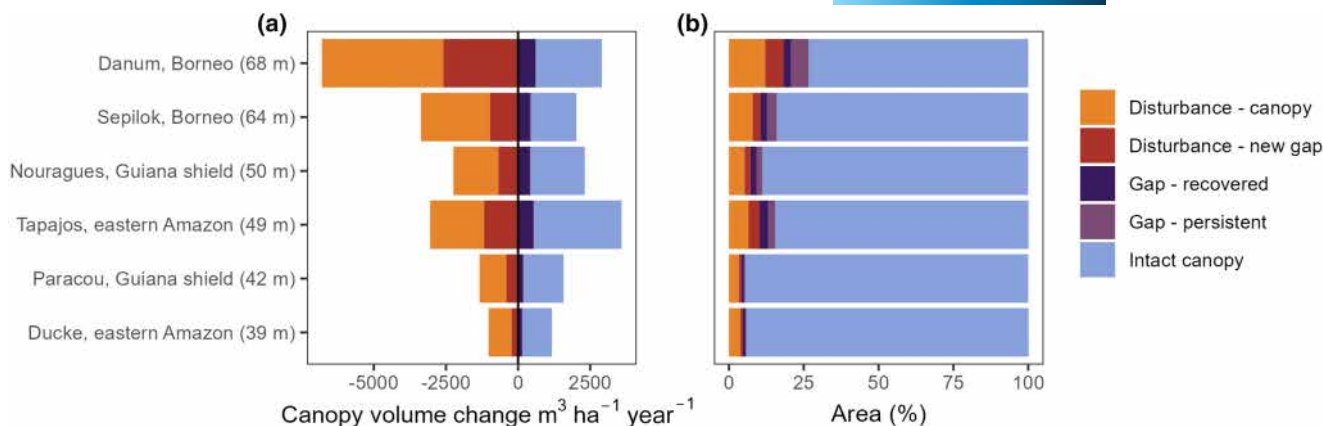 (a)
(b)
Danum, Borneo (68 m)
Sepilok, Borneo (64 m)
Nouragues, Guiana shield (50 m)
Tapajos, eastern Amazon (49 m)
Paracou, Guiana shield (42 m)
Ducke, eastern Amazon (39 m)
-5000 -2500 0 2500
Canopy volume change m³ ha⁻¹ year⁻¹
0 25 50 75 100
Area (%)
Disturbance - canopy
Disturbance - new gap
Gap - recovered
Gap - persistent
Intact canopy